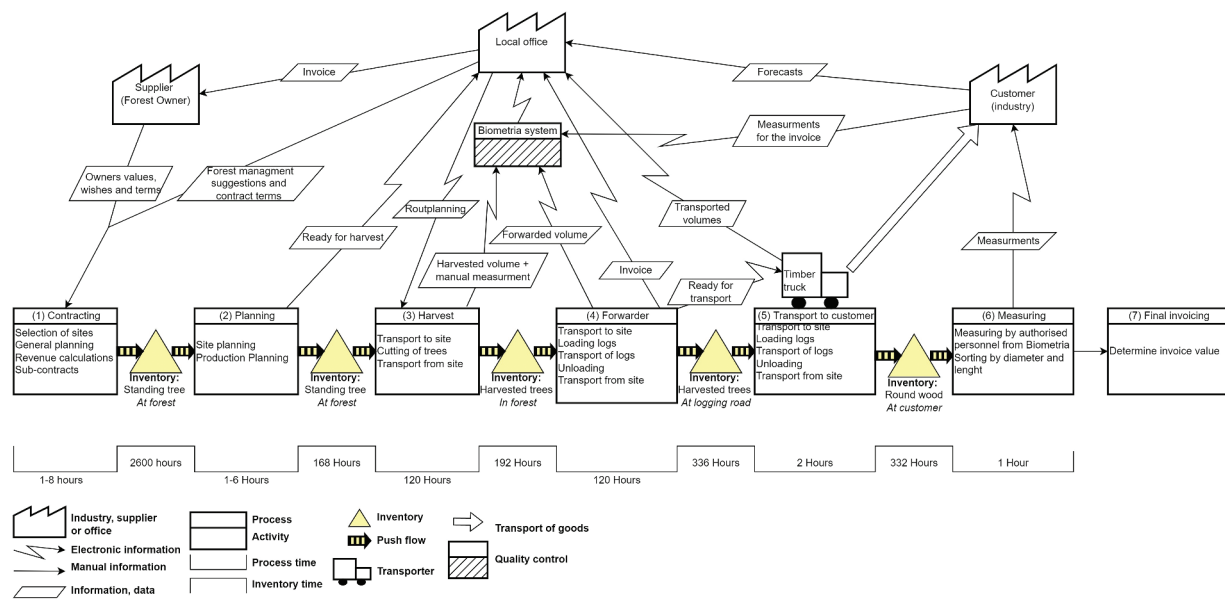 Local office
Supplier
(Forest Owner)
Invoice
Forecasts
Customer
(industry)
Biometria system
Measurments
for the invoice
Owners values,
wishes and terms
Forest managment
suggestions and
contract terms
Ready for harvest
Routplanning
Harvested volume +
manual measurment
Forwarded volume
Invoice
Transported
volumes
Ready for
transport
Timber
truck
Measurments
(1) Contracting
Selection of sites
General planning
Revenue calculations
Sub-contracts
Inventory:
Standing tree
At forest
(2) Planning
Site planning
Production Planning
Inventory:
Standing tree
At forest
(3) Harvest
Transport to site
Cutting of trees
Transport from site
Inventory:
Harvested trees
In forest
(4) Forwarder
Transport to site
Loading logs
Transport of logs
Unloading
Transport from site
Inventory:
Harvested trees
At logging road
(5) Transport to customer
Transport to site
Loading logs
Transport of logs
Unloading
Transport from site
Inventory:
Round wood
At customer
(6) Measuring
Measuring by authorised
personnel from Biometria
Sorting by diameter and
lenght
(7) Final invoicing
Determine invoice value
1-8 hours
2600 hours
1-6 Hours
168 Hours
120 Hours
192 Hours
120 Hours
336 Hours
2 Hours
332 Hours
1 Hour
Industry, supplier
or office
Electronic information
Manual information
Information, data
Process
Activity
Process time
Inventory time
Inventory
Push flow
Transporter
Transport of goods
Quality control